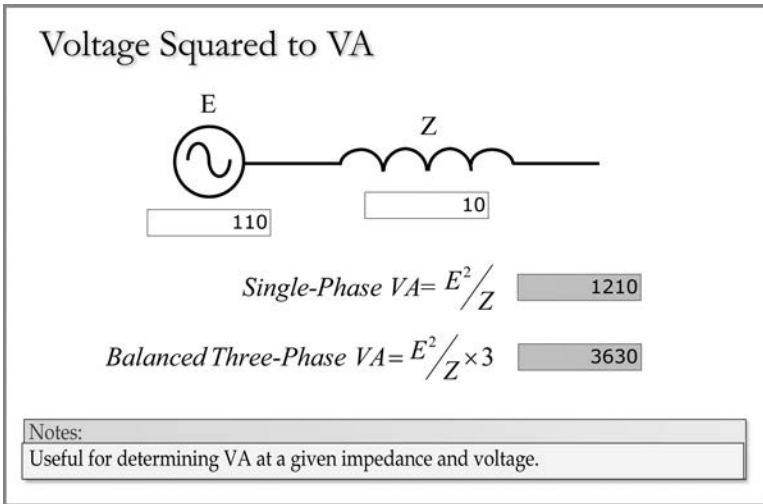 Voltage Squared to VA
E
Z
10
110
Single-Phase VA= E²/Z 1210
Balanced Three-Phase VA= E²/Z ×3 3630
Notes:
Useful for determining VA at a given impedance and voltage.